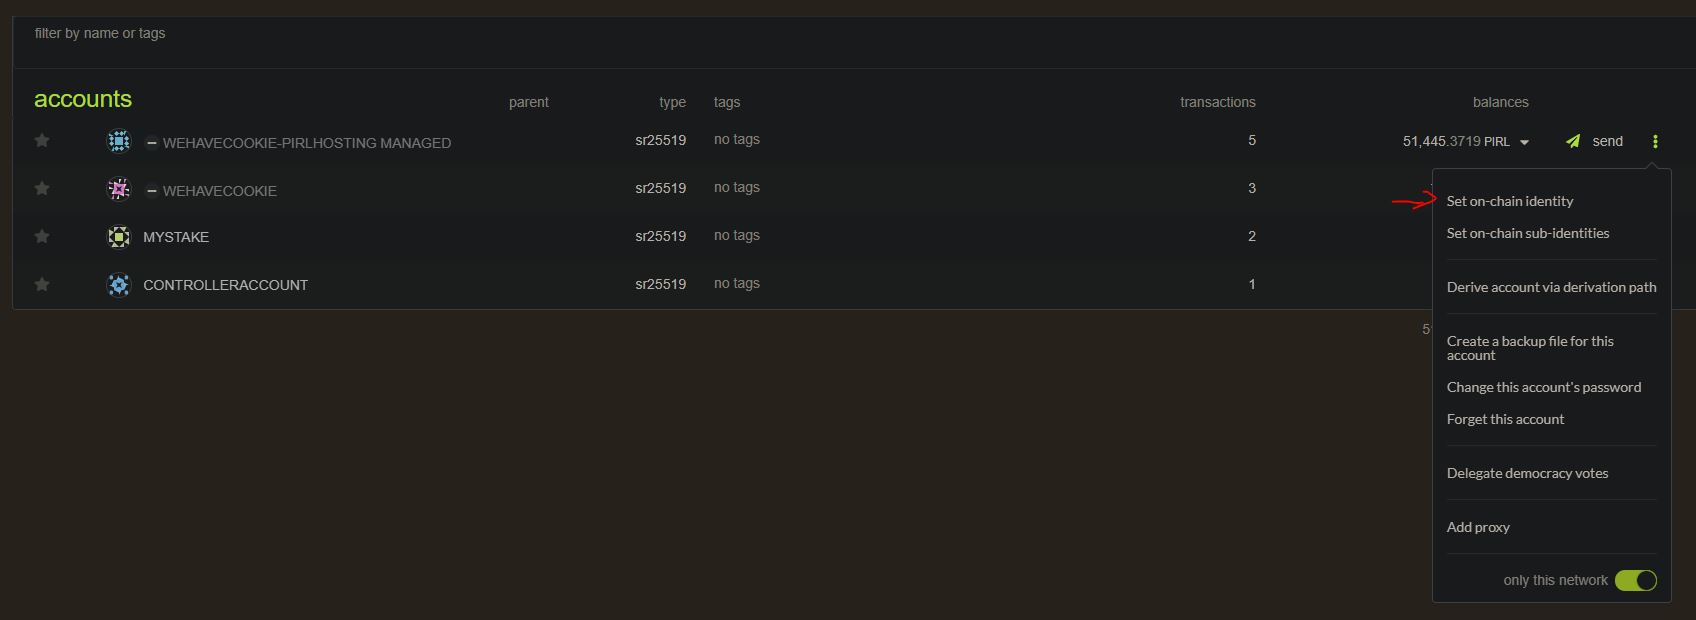 filter by name or tags
accounts parent type tags transactions balances
WEHAVECOOKIE-PIRLHOSTING MANAGED sr25519 no tags 5 51,445.3719 PIRL send
WEHAVECOOKIE sr25519 no tags 3
MYSTAKE sr25519 no tags 2
CONTROLLERACCOUNT sr25519 no tags 1
Set on-chain identity
Set on-chain sub-identities
Derive account via derivation path
Create a backup file for this
account
Change this account's password
Forget this account
Delegate democracy votes
Add proxy
only this network